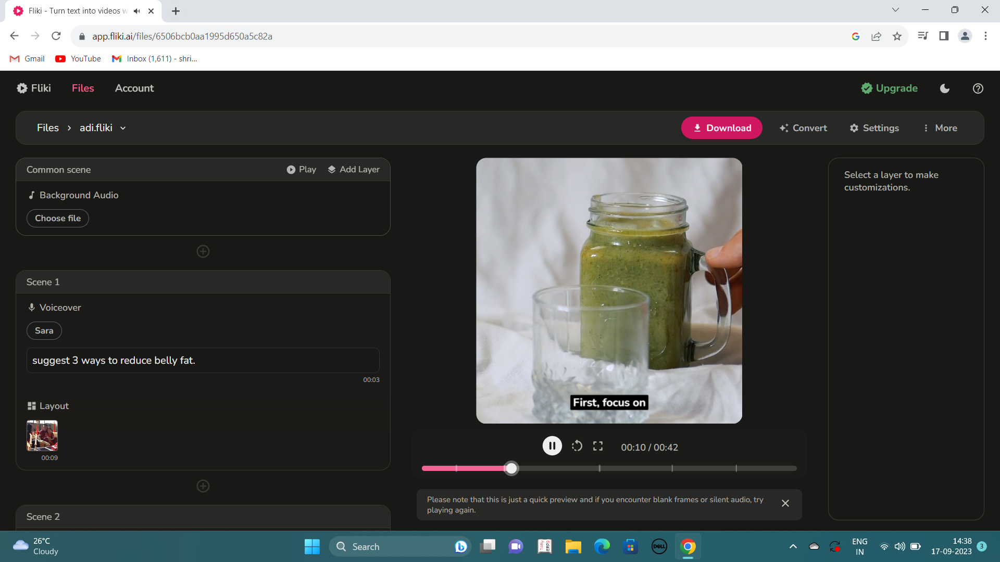 Fliki - Turn text into videos w
app.fliki.ai/files/6506bcb0aa1995d650a5c82a
Gmail YouTube Inbox (1,611) - shri...
Fliki Files Account Upgrade
Files > adi.fliki Download Convert Settings More
Common scene Play Add Layer
Background Audio
Choose file
Scene 1
Voiceover
Sara
suggest 3 ways to reduce belly fat.
00:03
Layout
00:09
Scene 2
First, focus on
00:10 / 00:42
Please note that this is just a quick preview and if you encounter blank frames or silent audio, try
playing again.
Select a layer to make
customizations.
26°C
Cloudy
Search
Tally
ERP9
DELL
ENG
IN
14:38
17-09-2023
3